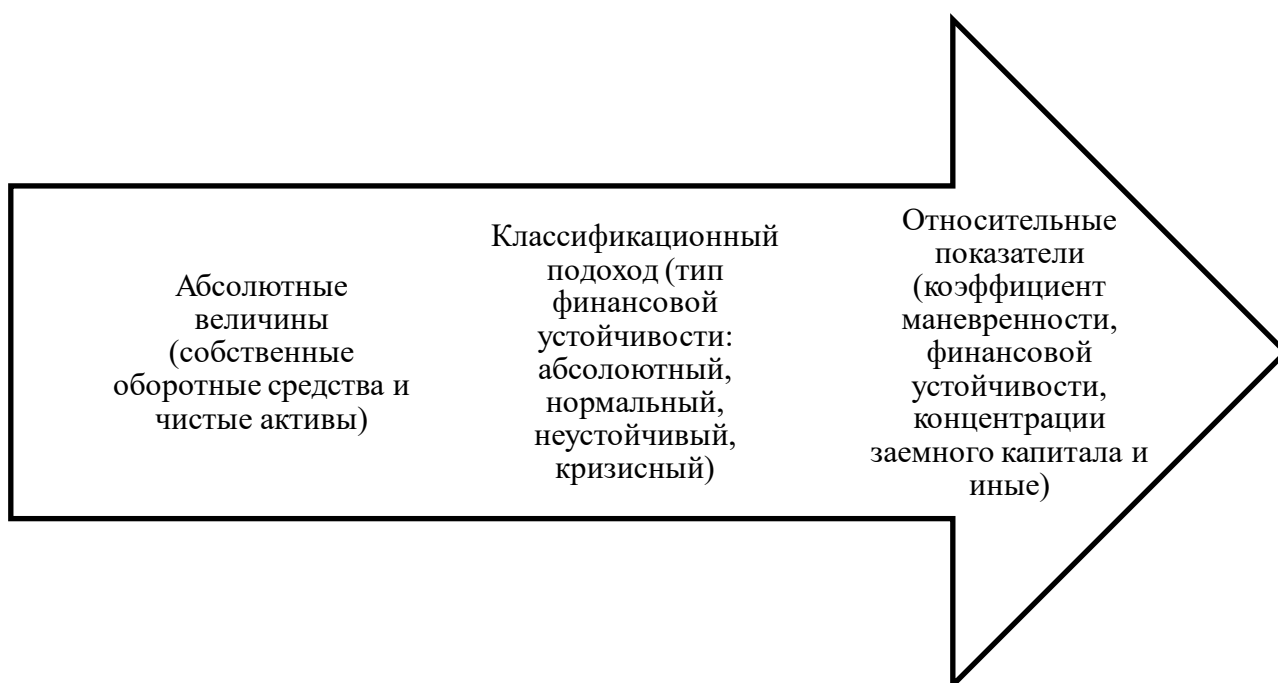 Абсолютные
величины
(собственные
оборотные средства и
чистые активы)
Классификационный
подоход (тип
финансовой
устойчивости:
абсолоютный,
нормальный,
неустойчивый,
кризисный)
Относительные
показатели
(коэффициент
маневренности,
финансовой
устойчивости,
концентрации
заемного капитала и
иные)